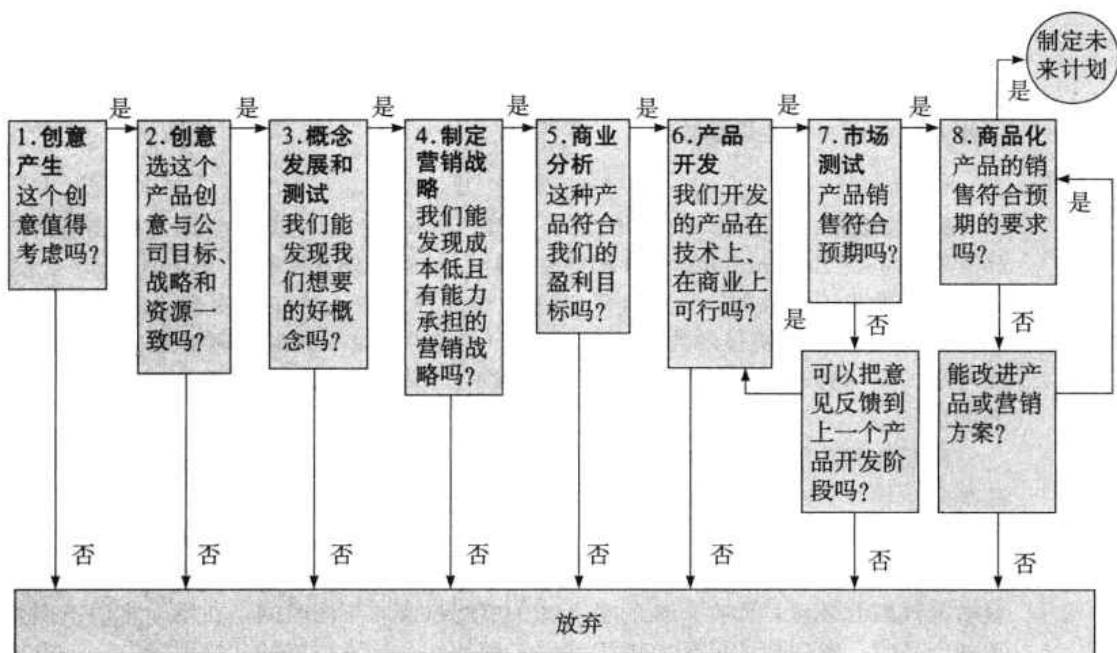 制定未
来计划
是
是
是
是
是
是
是
是
1.创意
产生
这个创
意值得
考虑吗?
2.创意
选这个
产品创
意与公
司目标、
战略和
资源一
致吗?
3.概念
发展和
测试
我们能
发现我
们想要
的好概
念吗?
4.制定
营销战
略
我们能
发现成
本低且
有能力
承担的
营销战
略吗?
5.商业
分析
这种产
品符合
我们的
盈利目
标吗?
6.产品
开发
我们开发
的产品在
技术上、
在商业上
可行吗?
7.市场
测试
产品销
售符合
预期吗?
8.商品化
产品的销
售符合预
期的要求
吗?
是
是
否
否
可以把意
见反馈到
上一个产
品开发阶
段吗?
能改进产
品或营销
方案?
否
否
否
否
否
否
否
否
放弃